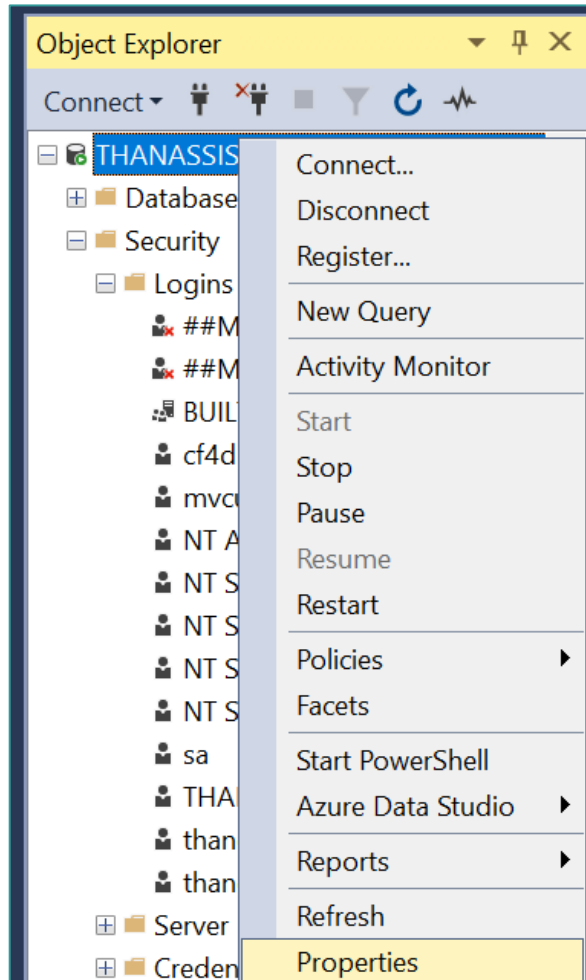 Object Explorer
Connect
THANASSIS
Database
Security
Logins
##M
##M
BUIL
cf4d
mvcu
NT A
NT S
NT S
NT S
NT S
sa
THAI
than
than
Server
Creden
Connect...
Disconnect
Register...
New Query
Activity Monitor
Start
Stop
Pause
Resume
Restart
Policies
Facets
Start PowerShell
Azure Data Studio
Reports
Refresh
Properties